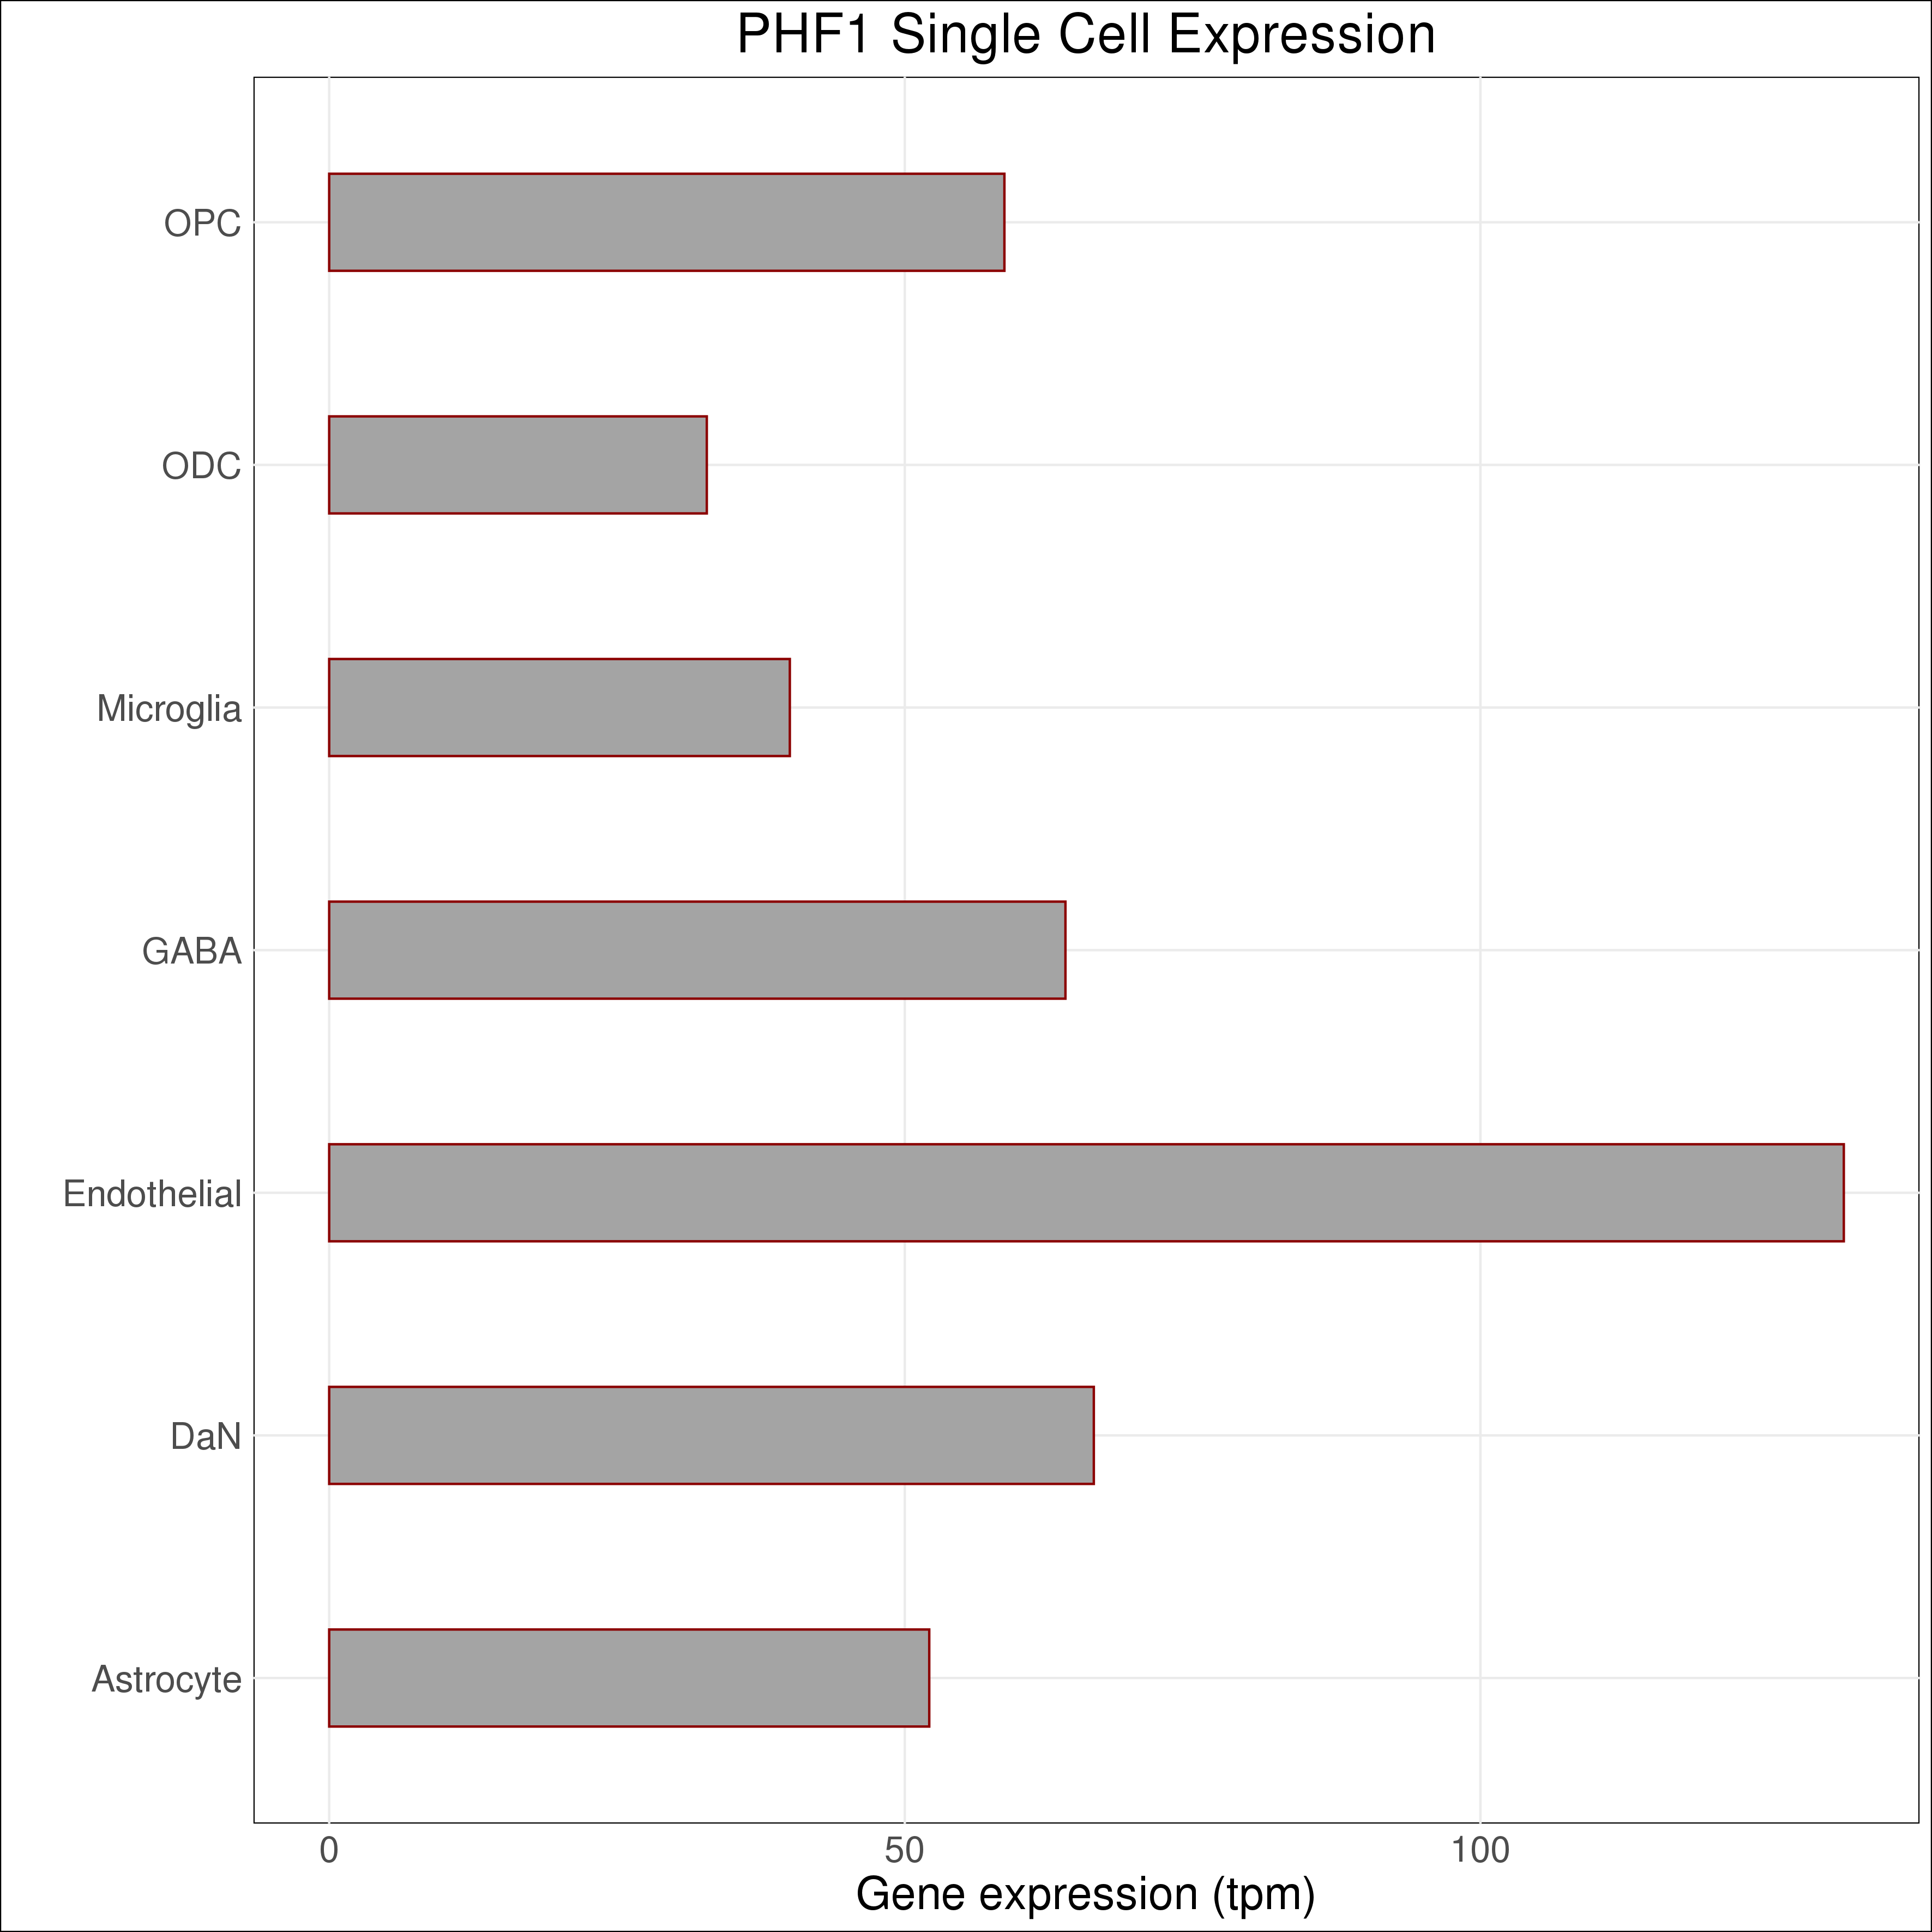 PHF1 Single Cell Expression
OPC
ODC
Microglia
GABA
Endothelial
DaN
Astrocyte
0 50 100
Gene expression (tpm)